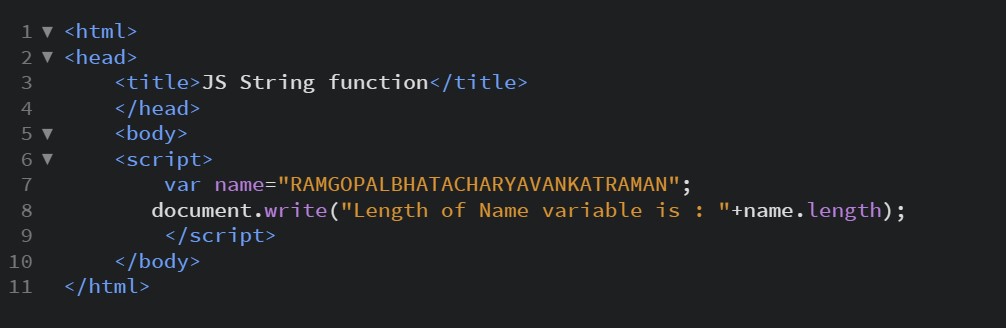 1 ▼ <html>
2 ▼ <head>
3 <title>JS String function</title>
4 </head>
5 ▼ <body>
6 ▼ <script>
7 var name="RAMGOPALBHATACHARYAVANKATRAMAN";
8 document.write("Length of Name variable is : "+name.length);
9 </script>
10 </body>
11 </html>